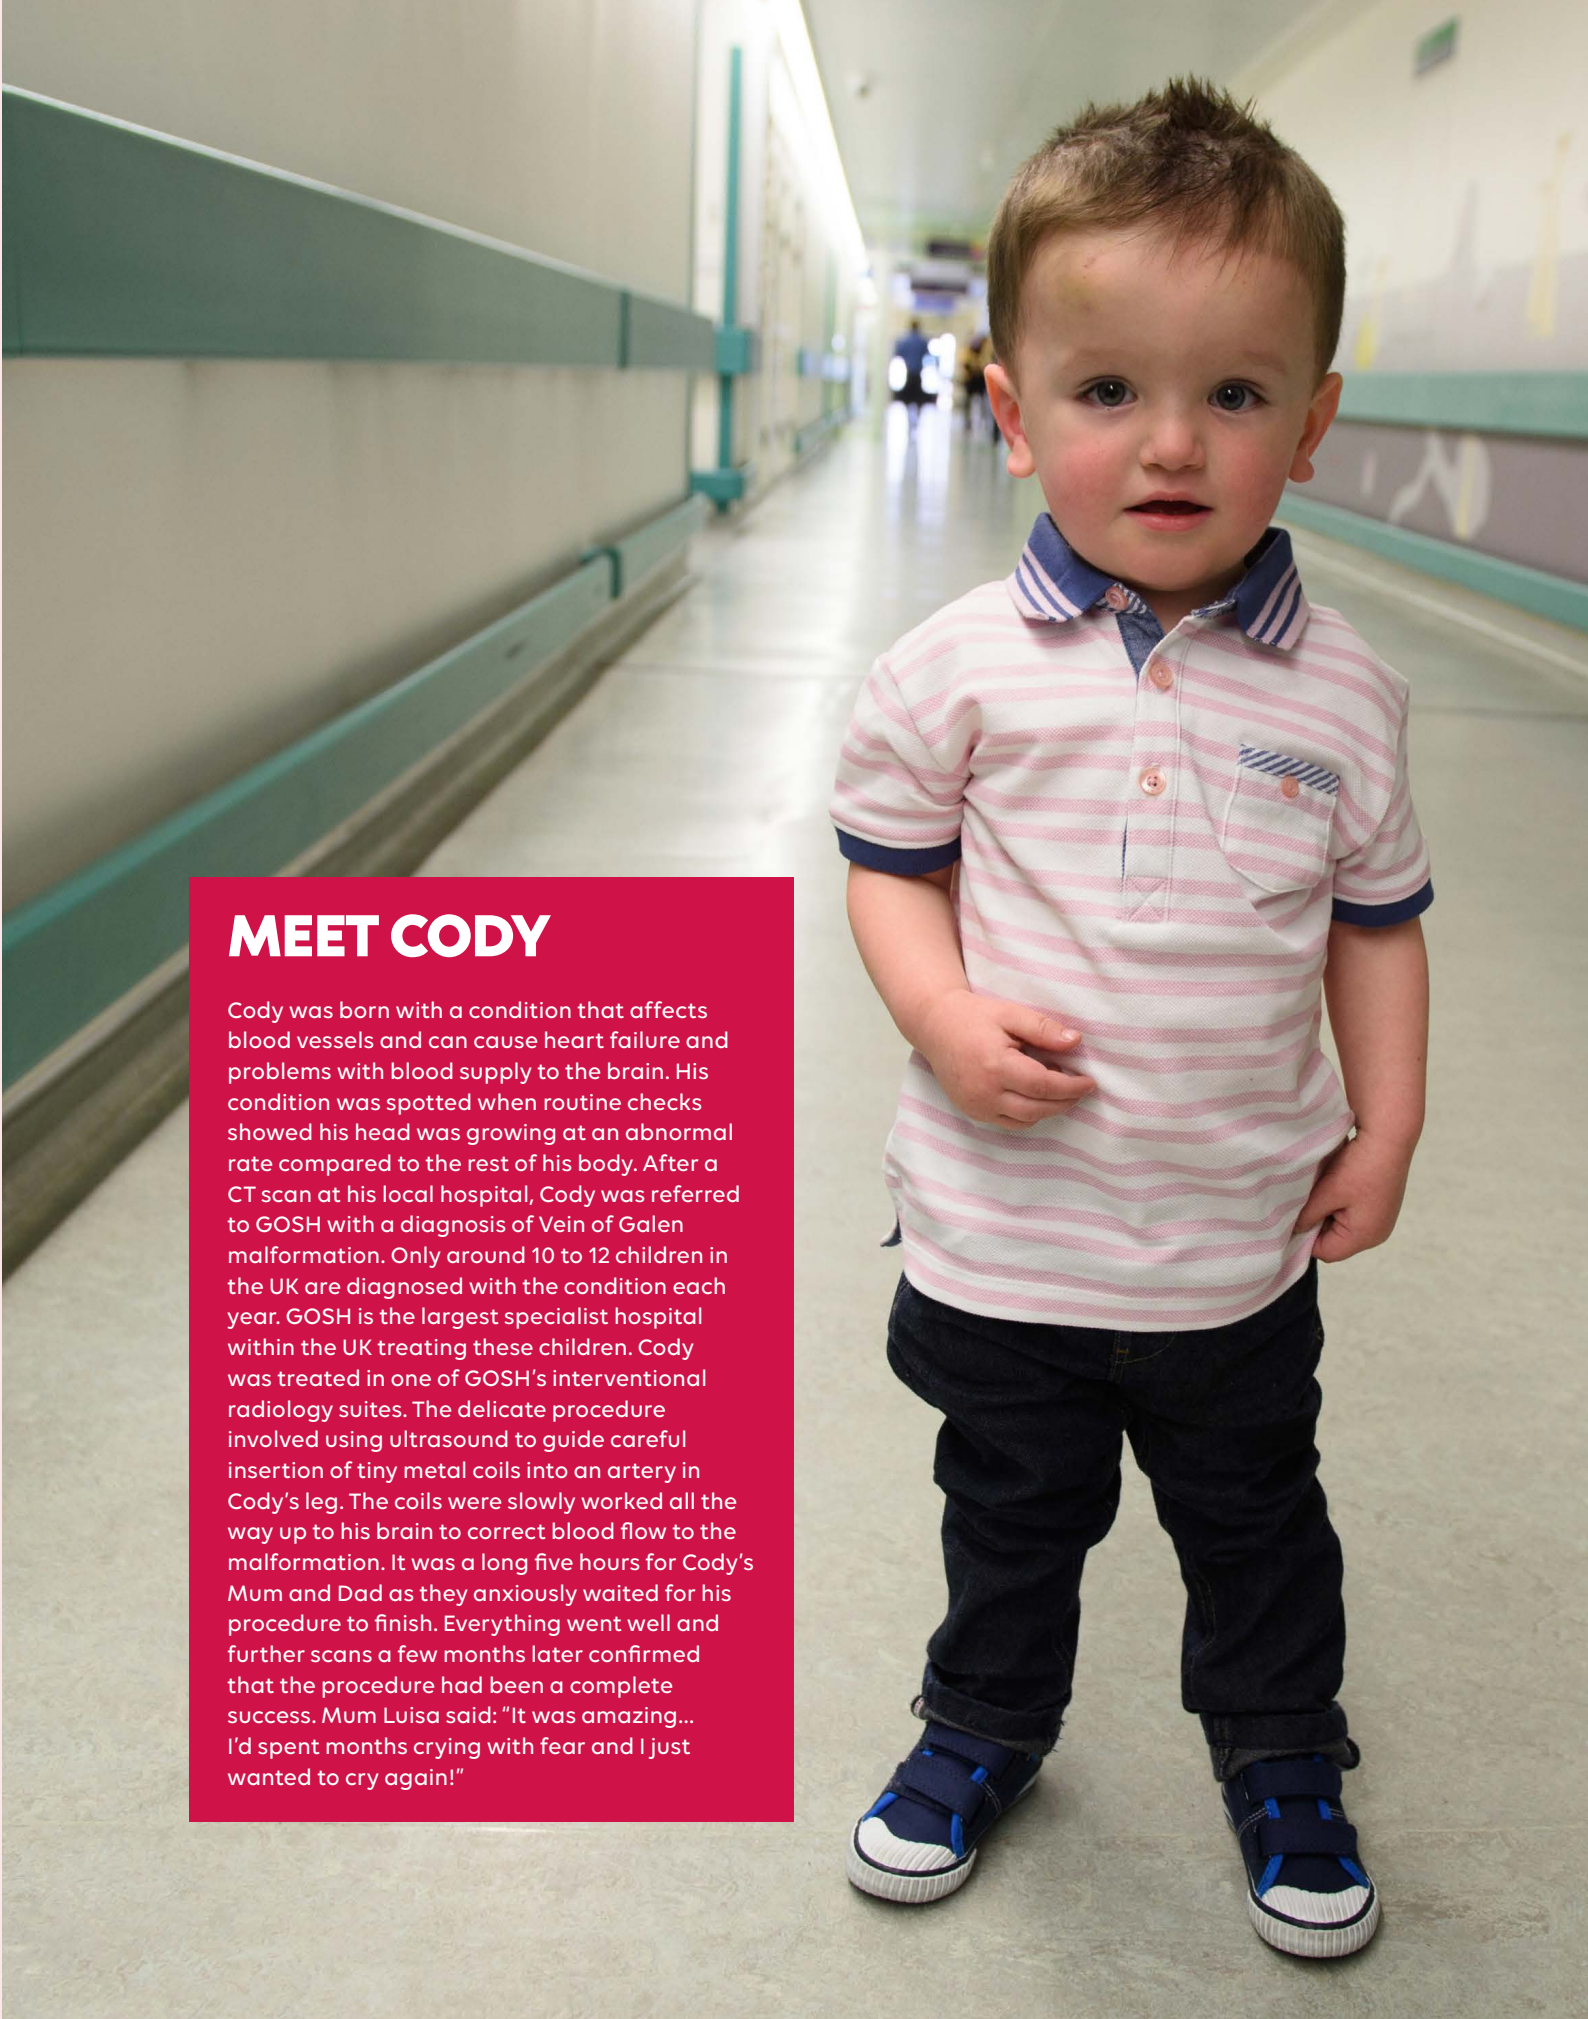 MEET CODY
Cody was born with a condition that affects
blood vessels and can cause heart failure and
problems with blood supply to the brain. His
condition was spotted when routine checks
showed his head was growing at an abnormal
rate compared to the rest of his body. After a
CT scan at his local hospital, Cody was referred
to GOSH with a diagnosis of Vein of Galen
malformation. Only around 10 to 12 children in
the UK are diagnosed with the condition each
year. GOSH is the largest specialist hospital
within the UK treating these children. Cody
was treated in one of GOSH’s interventional
radiology suites. The delicate procedure
involved using ultrasound to guide careful
insertion of tiny metal coils into an artery in
Cody’s leg. The coils were slowly worked all the
way up to his brain to correct blood flow to the
malformation. It was a long five hours for Cody’s
Mum and Dad as they anxiously waited for his
procedure to finish. Everything went well and
further scans a few months later confirmed
that the procedure had been a complete
success. Mum Luisa said: “It was amazing...
I’d spent months crying with fear and I just
wanted to cry again!”